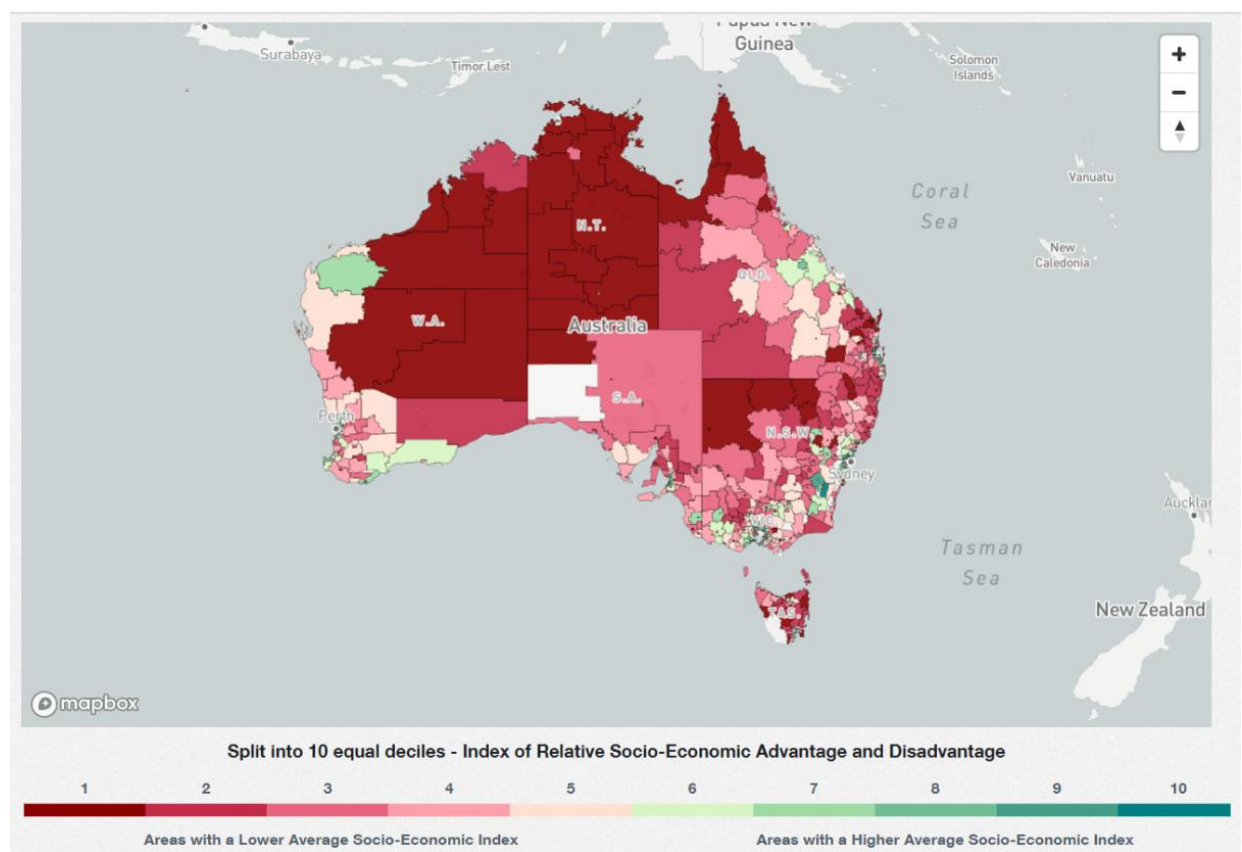 Papua New
Guinea
Surabaya
Timor Lest
Solomon
Islands
+
−
Vanuatu
Coral
Sea
New
Caledonia
N.T.
QLD.
Australia
W.A.
S.A.
Perth
N.S.W.
Sydney
VIC.
Aucklan
Tasman
Sea
TAS.
New Zealand
mapbox
Split into 10 equal deciles - Index of Relative Socio-Economic Advantage and Disadvantage
1 2 3 4 5 6 7 8 9 10
Areas with a Lower Average Socio-Economic Index Areas with a Higher Average Socio-Economic Index